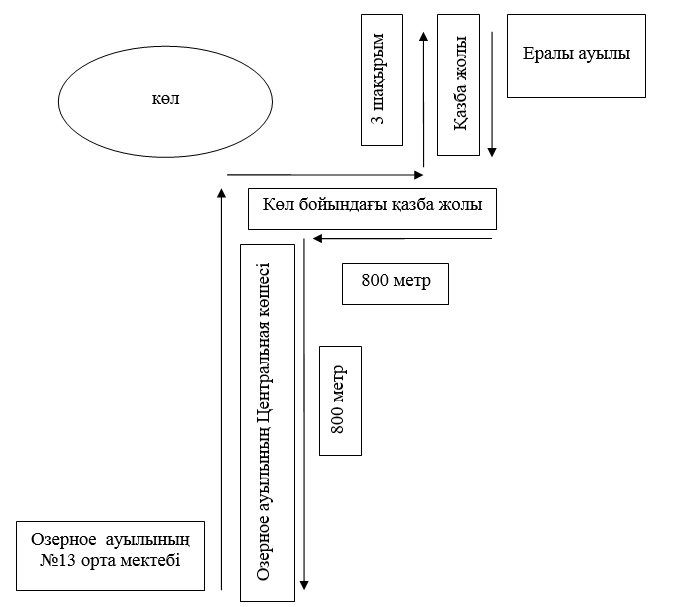 көл
3 шақырым
Қазба жолы
Ералы ауылы
Көл бойындағы қазба жолы
800 метр
Озерное ауылының Центральная көшесі
800 метр
Озерное ауылының
№13 орта мектебі